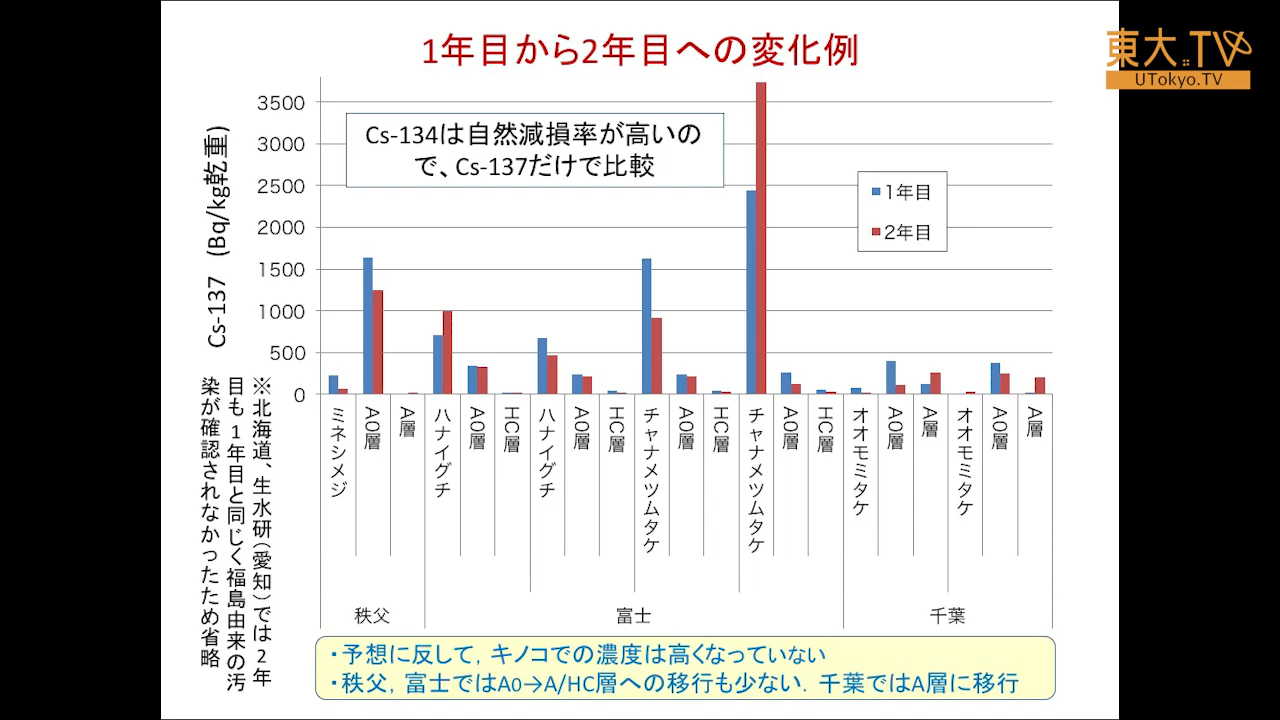 1年目から2年目への変化例
東大.TV
UTokyo.TV
Cs-134は自然減損率が高いの
で、Cs-137だけで比較
1年目
2年目
Cs-137 (Bq/kg乾重)
3500
3000
2500
2000
1500
1000
500
0
ミネシメジ
A0層
A層
ハナイグチ
A0層
HC層
ハナイグチ
A0層
HC層
チャナメツムタケ
A0層
HC層
チャナメツムタケ
A0層
HC層
オオモミタケ
A0層
A層
オオモミタケ
A0層
A層
秩父
富士
千葉
※北海道、生水研(愛知)では2年
目も1年目と同じく福島由来の汚
染が確認されなかったため省略
・予想に反して，キノコでの濃度は高くなっていない
・秩父，富士ではA0→A/HC層への移行も少ない．千葉ではA層に移行